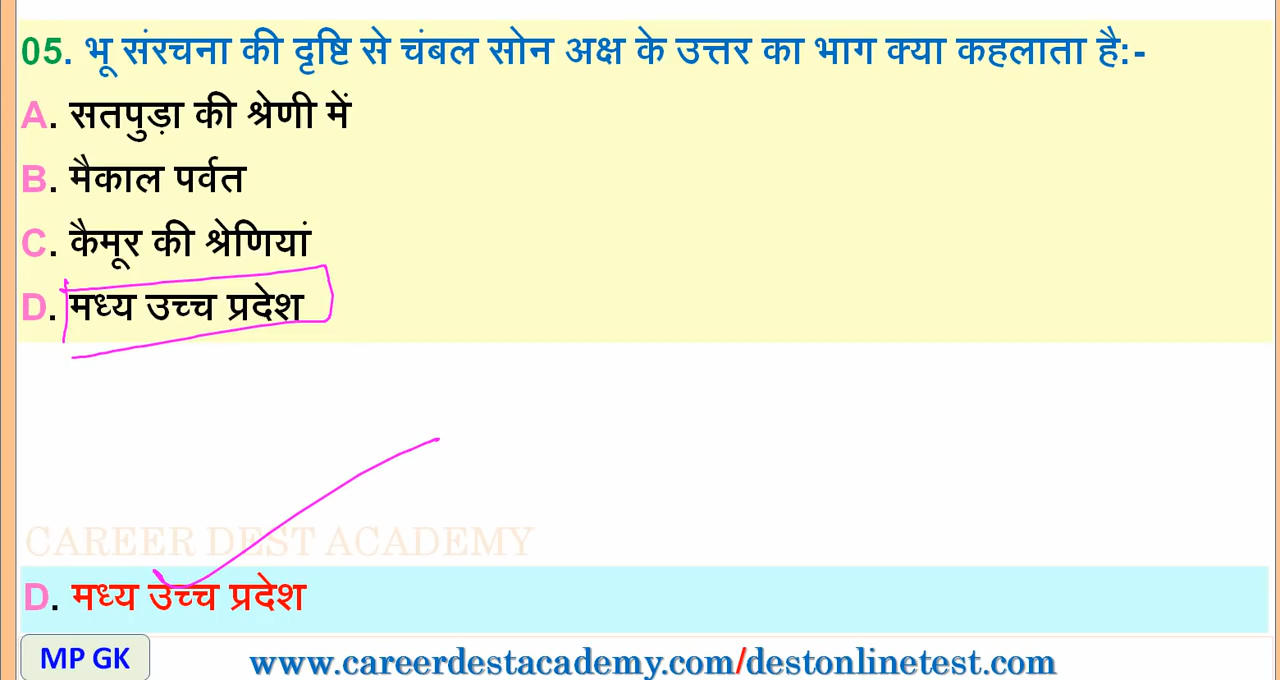 05. भू संरचना की दृष्टि से चंबल सोन अक्ष के उत्तर का भाग क्या कहलाता है:-
A. सतपुड़ा की श्रेणी में
B. मैकाल पर्वत
C. कैमूर की श्रेणियां
D. मध्य उच्च प्रदेश
CAREER DEST ACADEMY
D. मध्य उच्च प्रदेश
MP GK www.careerdestacademy.com/destonlinetest.com